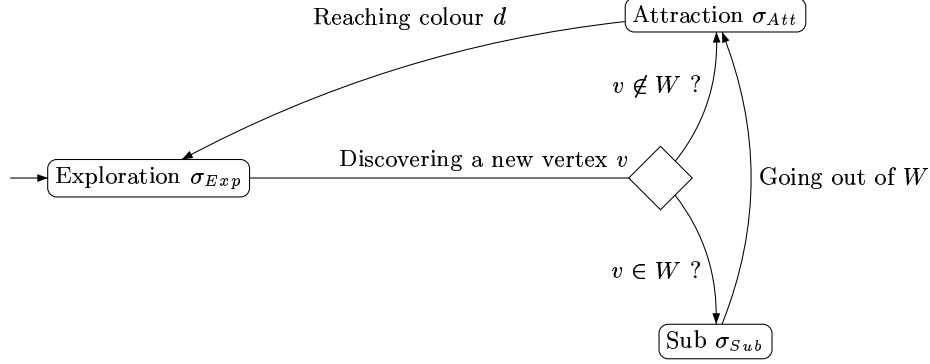 Reaching colour d
Attraction σ_Att
v ∉ W ?
Discovering a new vertex v
Exploration σ_Exp
Going out of W
v ∈ W ?
Sub σ_Sub